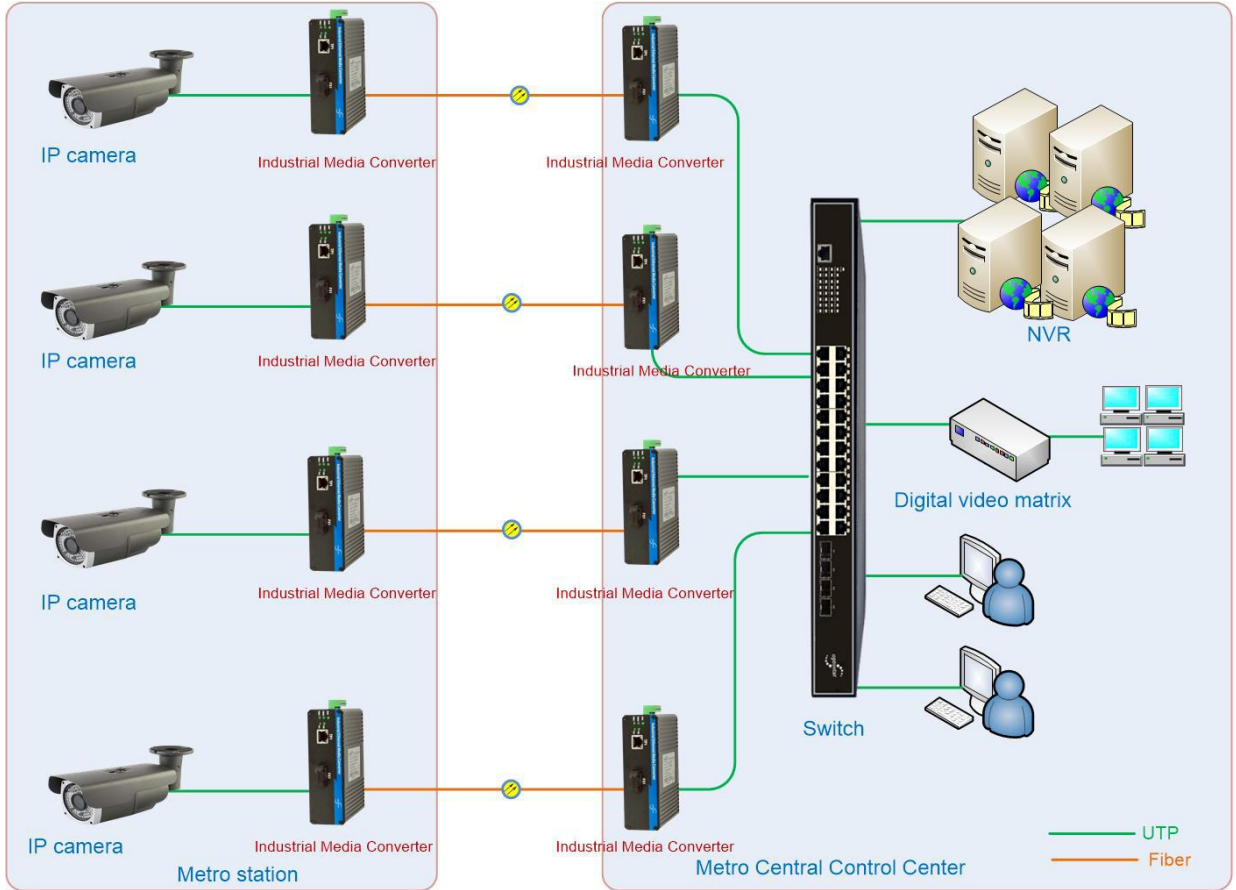 IP camera
Industrial Media Converter
Industrial Media Converter
IP camera
Industrial Media Converter
Industrial Media Converter
NVR
Digital video matrix
IP camera
Industrial Media Converter
Industrial Media Converter
Switch
IP camera
Industrial Media Converter
Industrial Media Converter
UTP
Fiber
Metro station
Metro Central Control Center